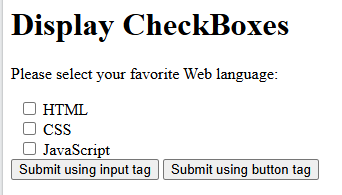 Display CheckBoxes
Please select your favorite Web language:
HTML
CSS
JavaScript
Submit using input tag Submit using button tag